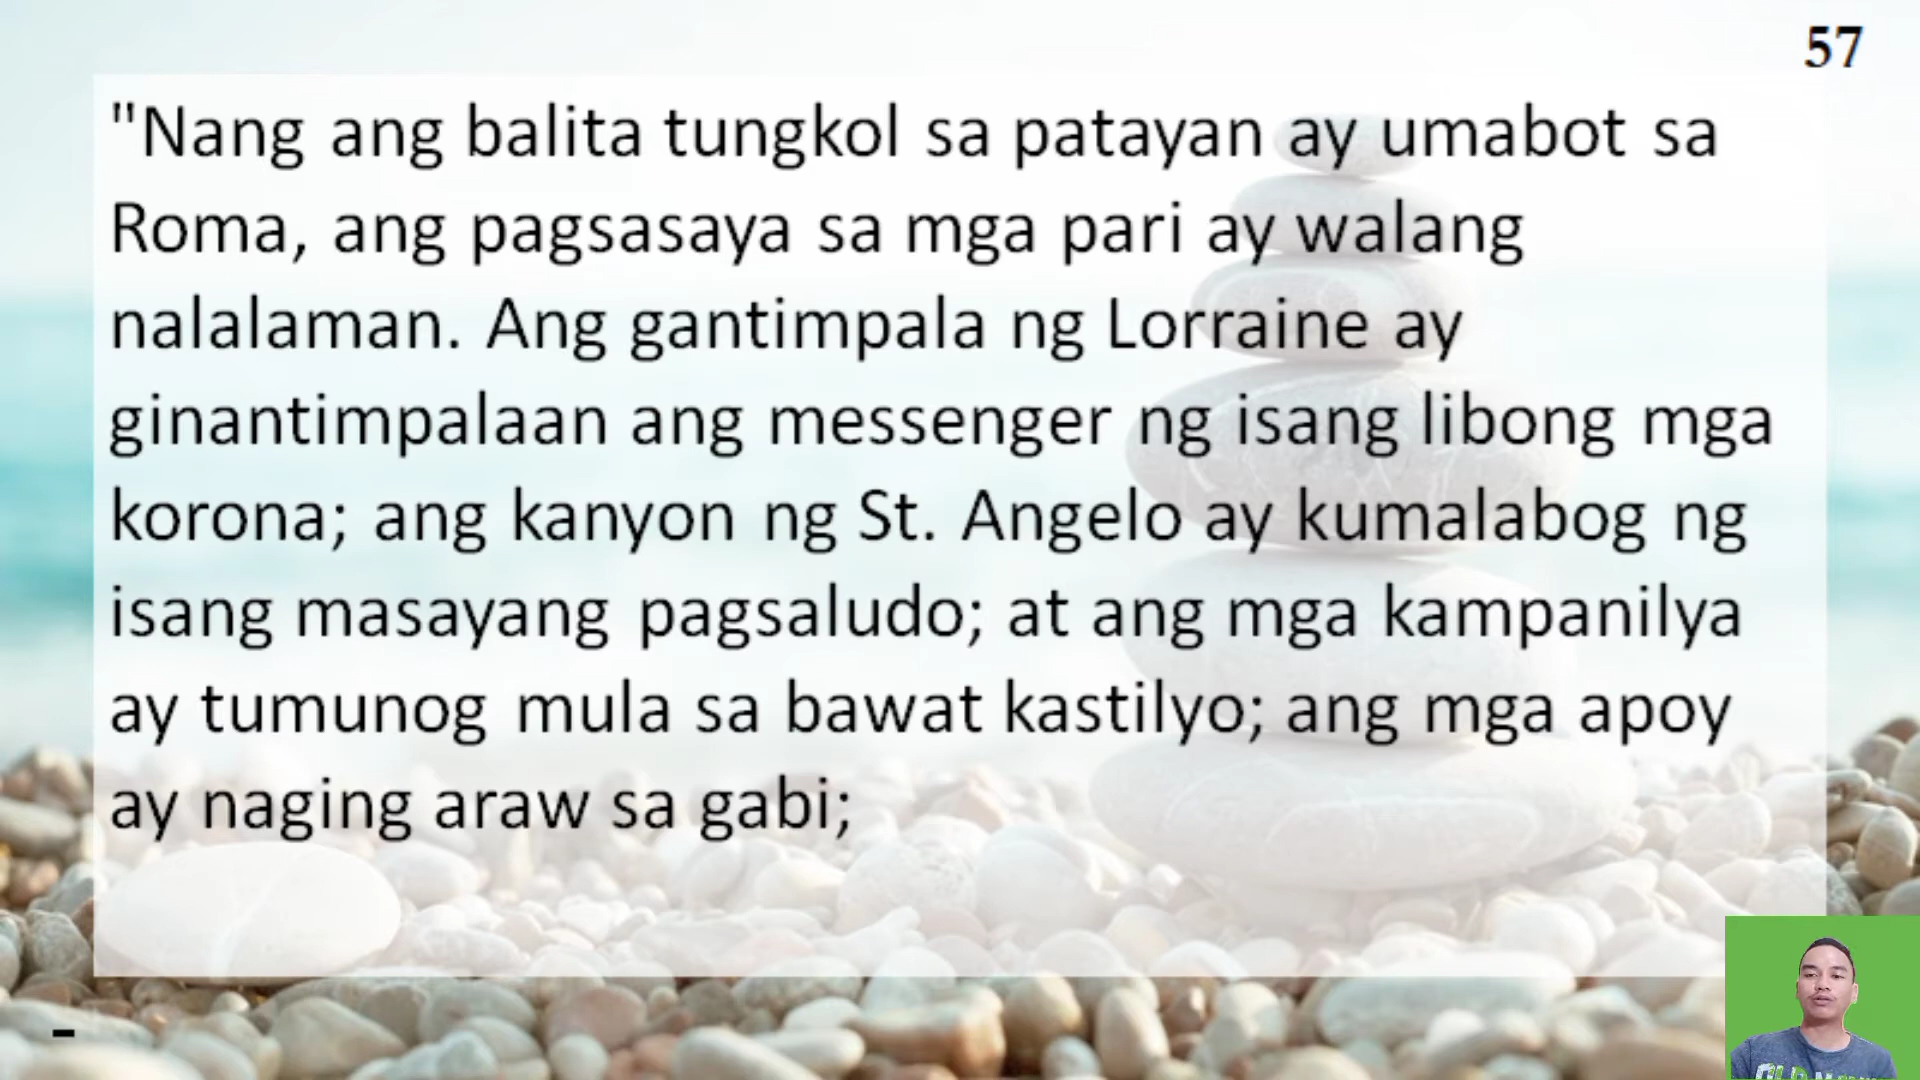 57
"Nang ang balita tungkol sa patayan ay umabot sa
Roma, ang pagsasaya sa mga pari ay walang
nalalaman. Ang gantimpala ng Lorraine ay
ginantimpalaan ang messenger ng isang libong mga
korona; ang kanyon ng St. Angelo ay kumalabog ng
isang masayang pagsaludo; at ang mga kampanilya
ay tumunog mula sa bawat kastilyo; ang mga apoy
ay naging araw sa gabi;
-